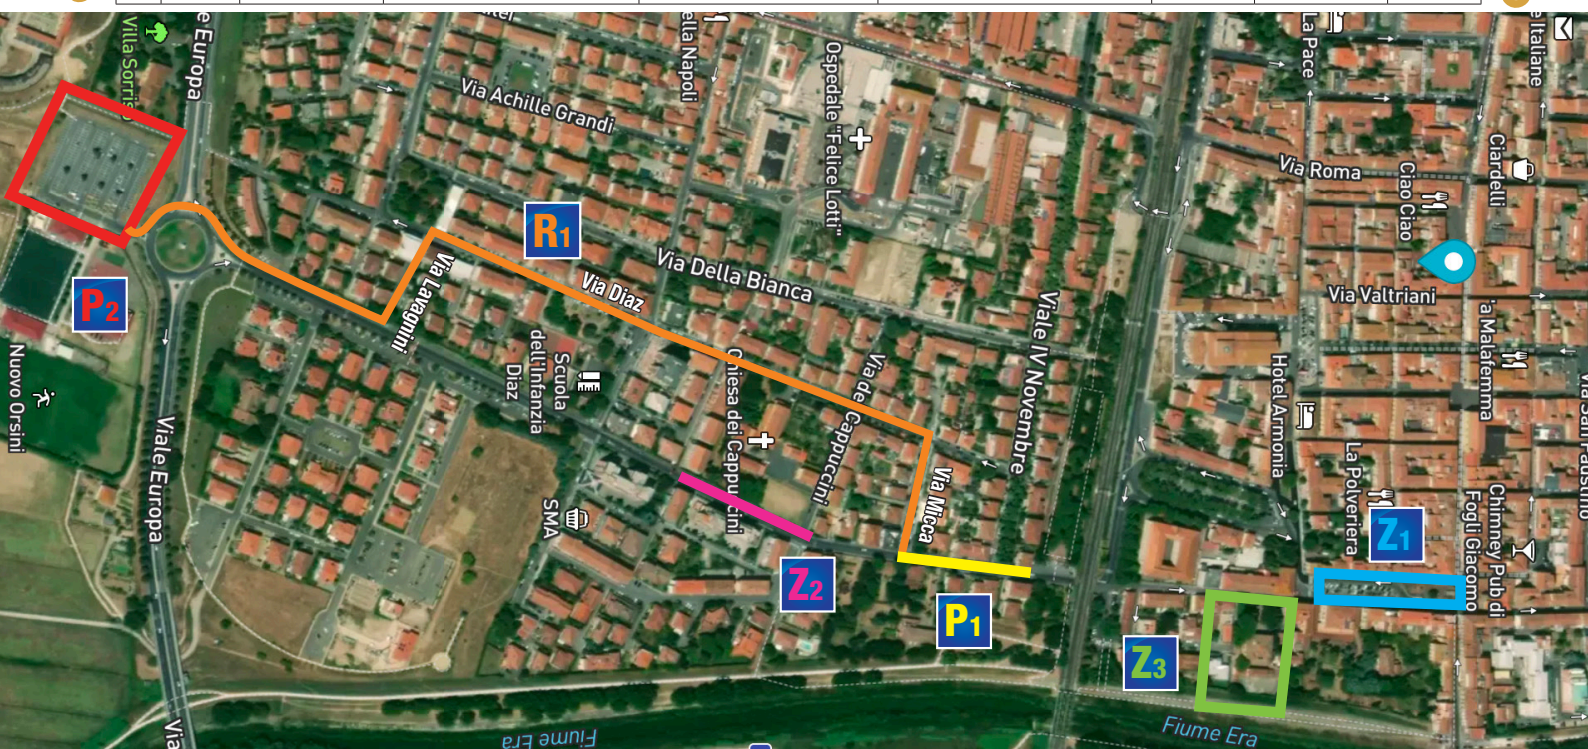 Villa Sorriso
e Europa
Via Achille Grandi
ella Napoli
Ospedale "Felice Lotti"
La Pace
e Italiane
Ciardelli
Via Roma
Ciao Ciao
R1
Via Della Bianca
Via Diaz
Via Lavagnini
P2
Via Valtriani
'a Malafemma
Viale IV Novembre
Nuovo Orsini
Scuola
dell'Infanzia
Diaz
Chiesa dei Cappuccini
Via de Cappuccini
Hotel Armonia
Viale Europa
SMA
Via Micca
La Polveriera
Z1
Chimney Pub di
Fogli Giacomo
Z2
P1
Z3
Via
Fiume Era
Fiume Era